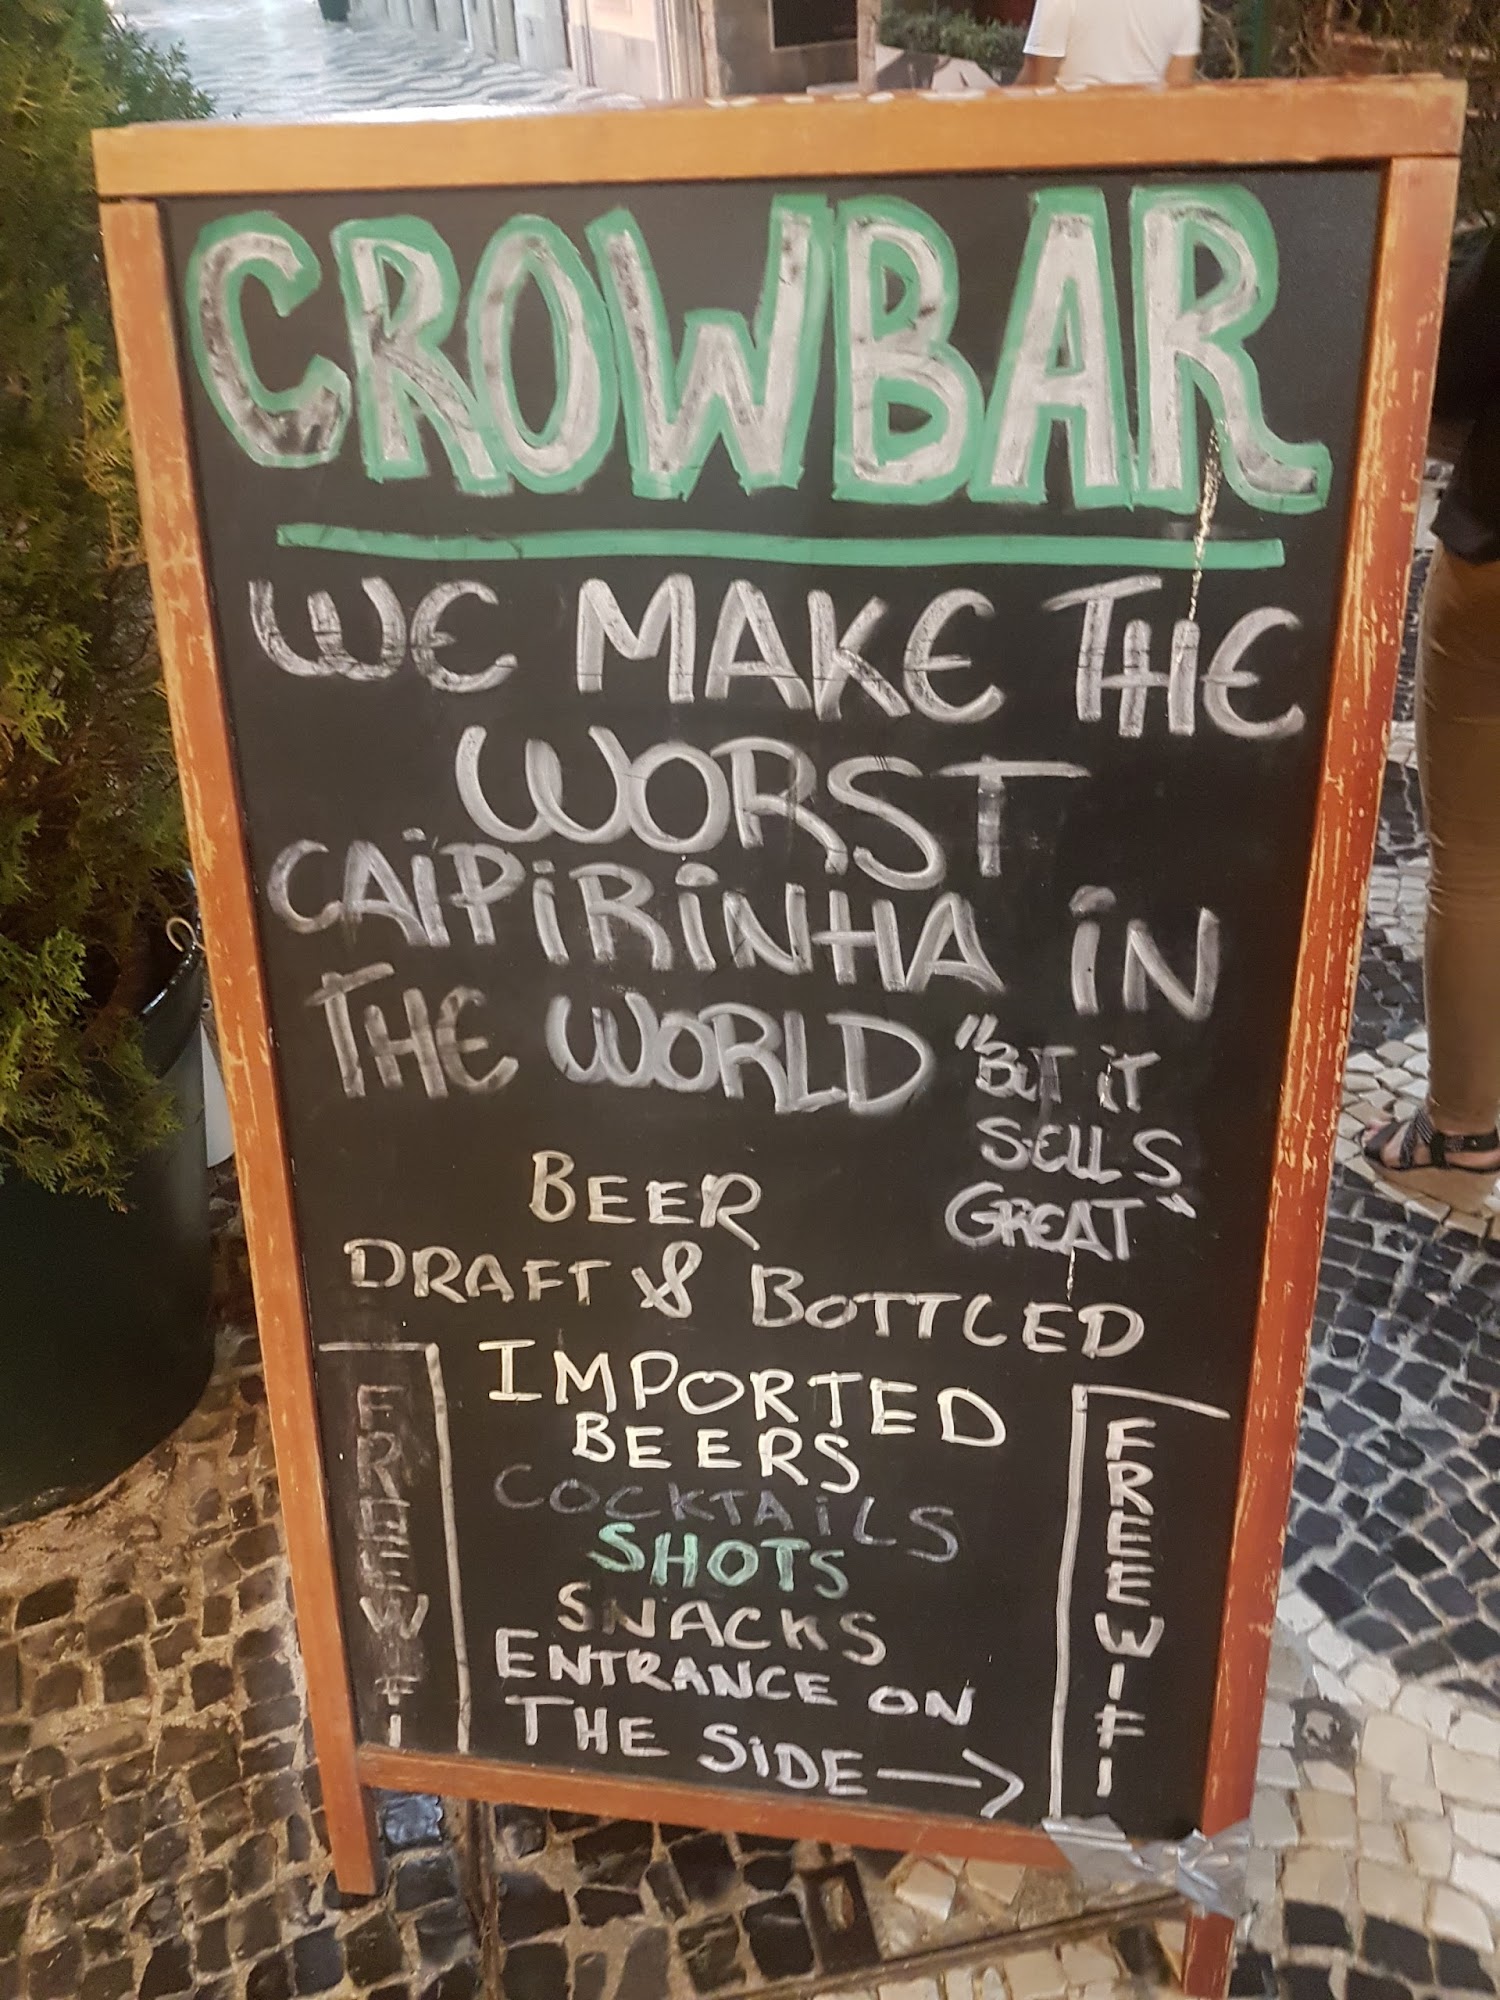 CROWBAR
WE MAKE THE
WORST
CAIPIRINHA IN
THE WORLD
"BUT IT
SELLS
GREAT"
BEER
DRAFT & BOTTLED
IMPORTED
BEERS
COCKTAILS
SHOTS
SNACKS
ENTRANCE ON
THE SIDE →
FREE WIFI
FREE WIFI